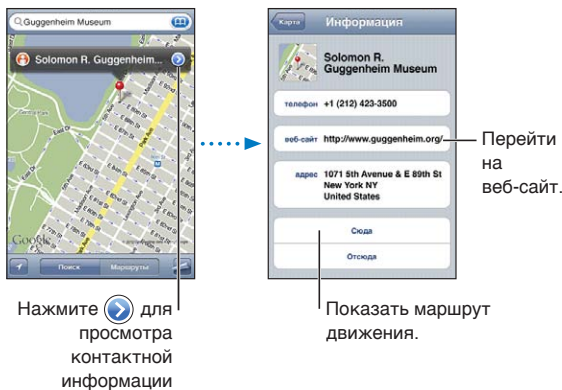 Guggenheim Museum
Solomon R. Guggenheim...
Google
Поиск
Маршруты
Нажмите для
просмотра
контактной
информации
Карта
Информация
Solomon R.
Guggenheim Museum
телефон +1 (212) 423-3500
веб-сайт http://www.guggenheim.org/
адрес 1071 5th Avenue & E 89th St
New York NY
United States
Сюда
Отсюда
Перейти
на
веб-сайт.
Показать маршрут
движения.